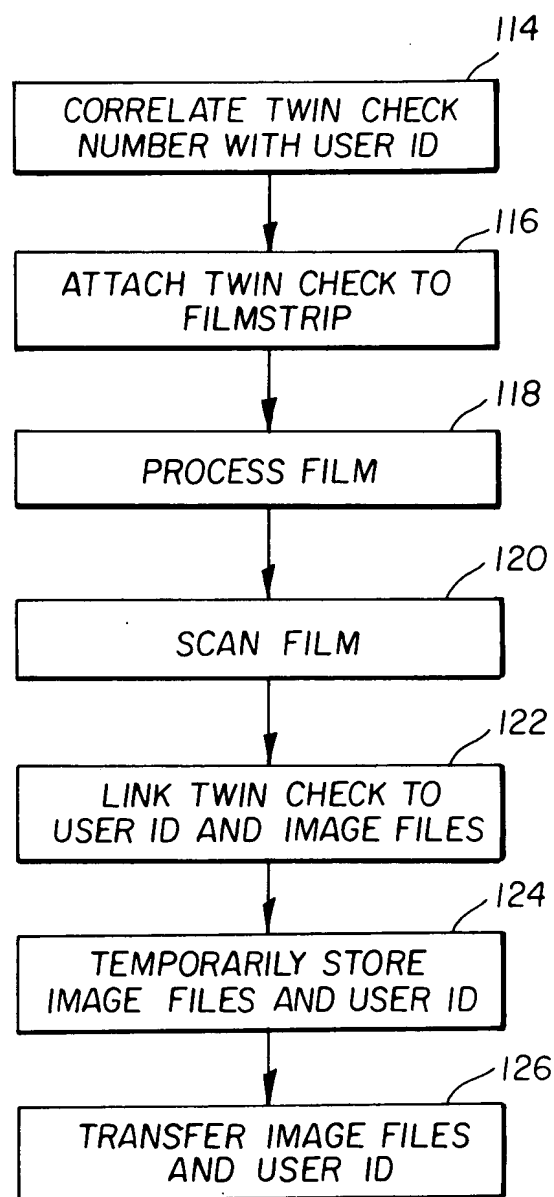 114
CORRELATE TWIN CHECK
NUMBER WITH USER ID
116
ATTACH TWIN CHECK TO
FILMSTRIP
118
PROCESS FILM
120
SCAN FILM
122
LINK TWIN CHECK TO
USER ID AND IMAGE FILES
124
TEMPORARILY STORE
IMAGE FILES AND USER ID
126
TRANSFER IMAGE FILES
AND USER ID